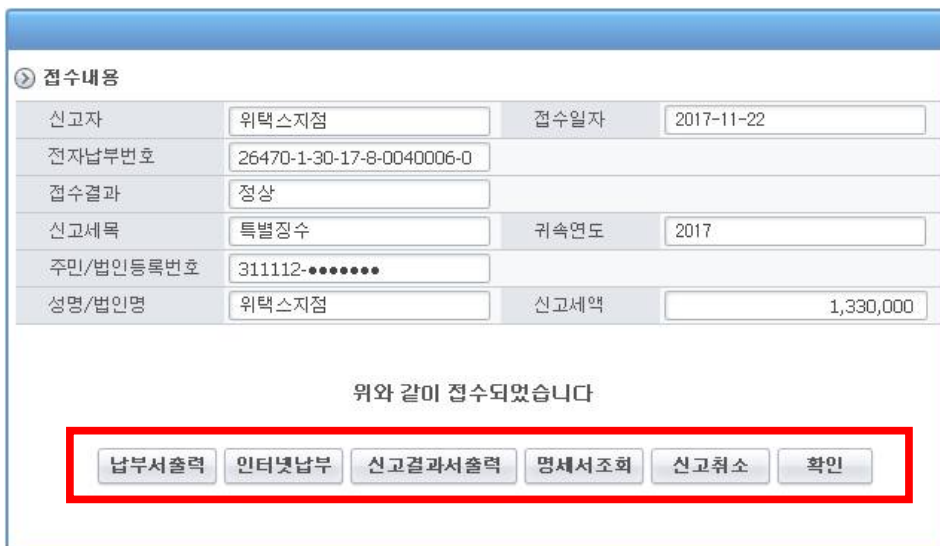 접수내용
신고자 위택스지점 접수일자 2017-11-22
전자납부번호 26470-1-30-17-8-0040006-0
접수결과 정상
신고세목 특별징수 귀속연도 2017
주민/법인등록번호 311112-●●●●●●●
성명/법인명 위택스지점 신고세액 1,330,000
위와 같이 접수되었습니다
납부서출력 인터넷납부 신고결과서출력 명세서조회 신고취소 확인